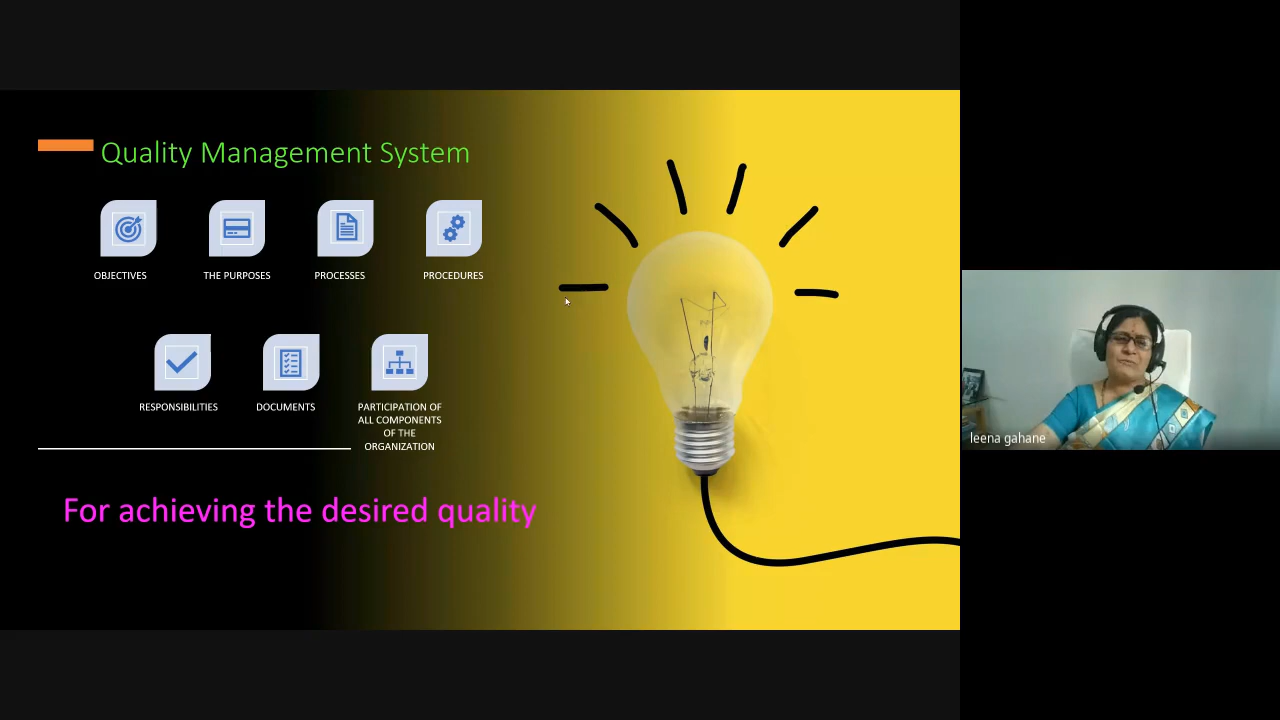 Quality Management System
OBJECTIVES
THE PURPOSES
PROCESSES
PROCEDURES
RESPONSIBILITIES
DOCUMENTS
PARTICIPATION OF
ALL COMPONENTS
OF THE
ORGANIZATION
For achieving the desired quality
leena gahane